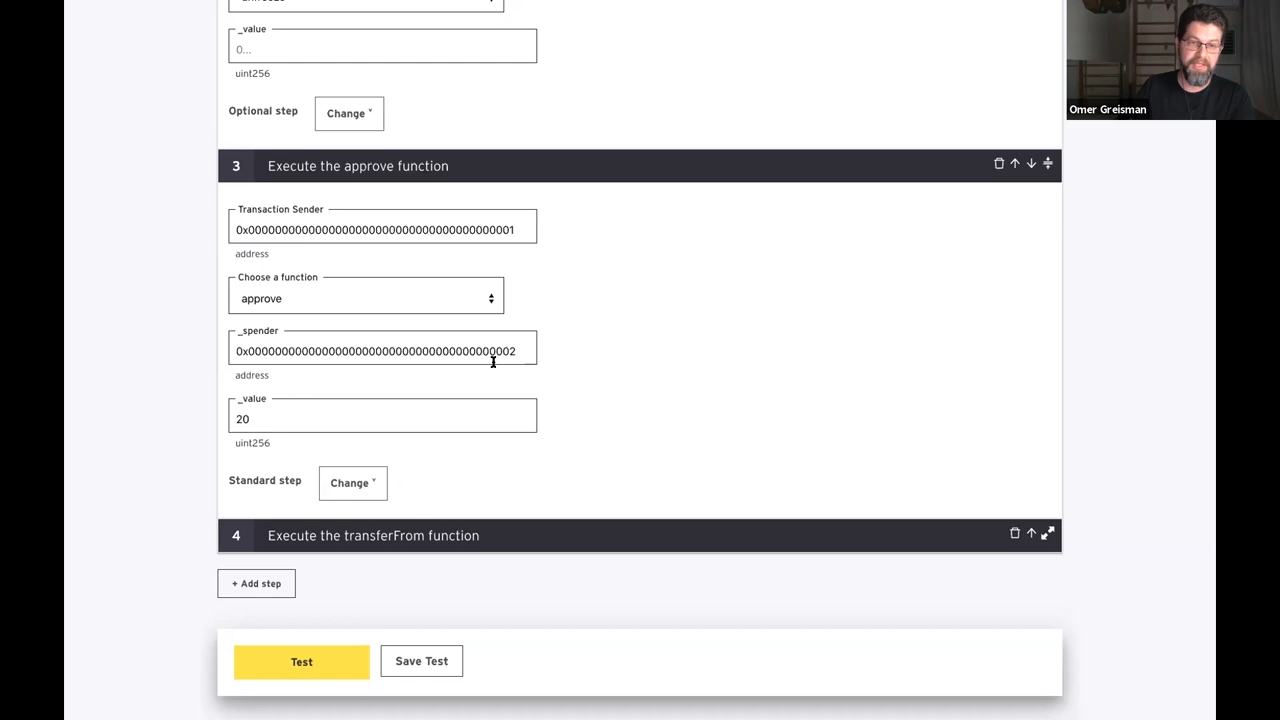 _value
0...
uint256
Optional step
Change
Omer Greisman
3
Execute the approve function
Transaction Sender
0x0000000000000000000000000000000000000001
address
Choose a function
approve
_spender
0x0000000000000000000000000000000000000002
address
_value
20
uint256
Standard step
Change
4
Execute the transferFrom function
+ Add step
Test
Save Test